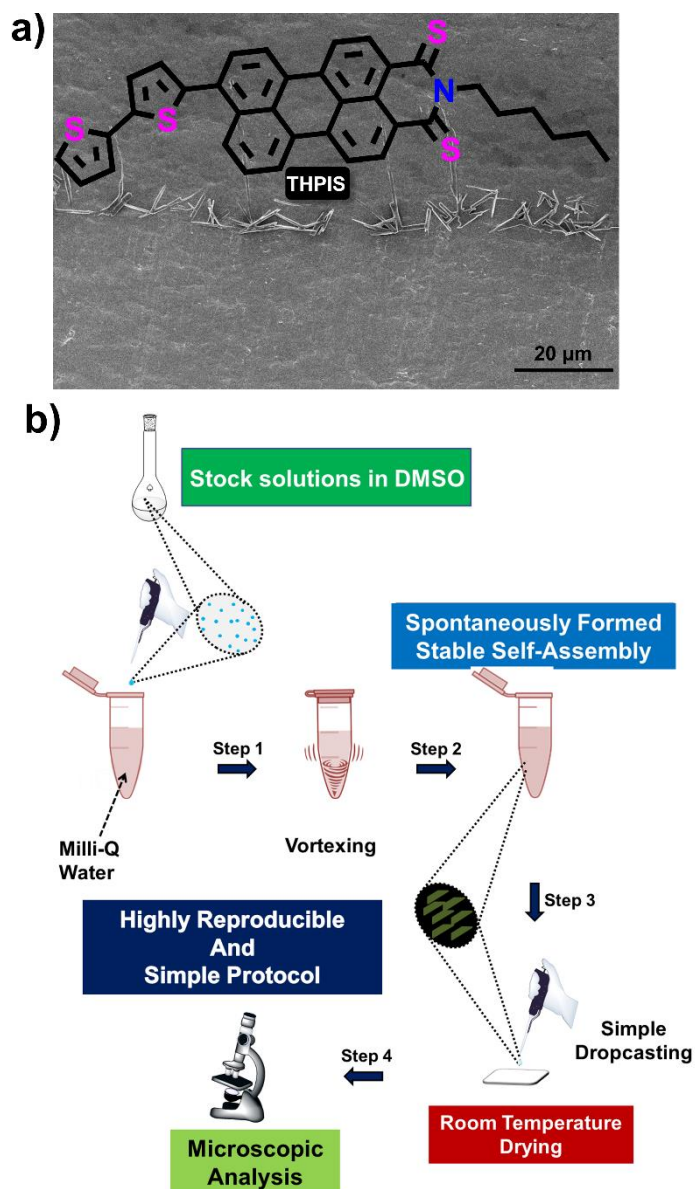 a)
S
N
S
S
S
THPIS
20 µm
b)
Stock solutions in DMSO
Spontaneously Formed
Stable Self-Assembly
Step 1
Step 2
Milli-Q
Water
Vortexing
Step 3
Highly Reproducible
And
Simple Protocol
Simple
Dropcasting
Step 4
Room Temperature
Drying
Microscopic
Analysis